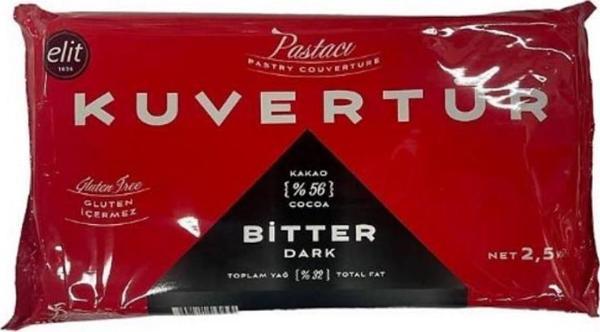 elit
1924
Pastacı
PASTRY COUVERTURE
KUVERTUR
Gluten Free
GLUTEN
İÇERMEZ
KAKAO
[% 56]
COCOA
BİTTER
DARK
TOPLAM YAĞ [% 32] TOTAL FAT
NET 2,5